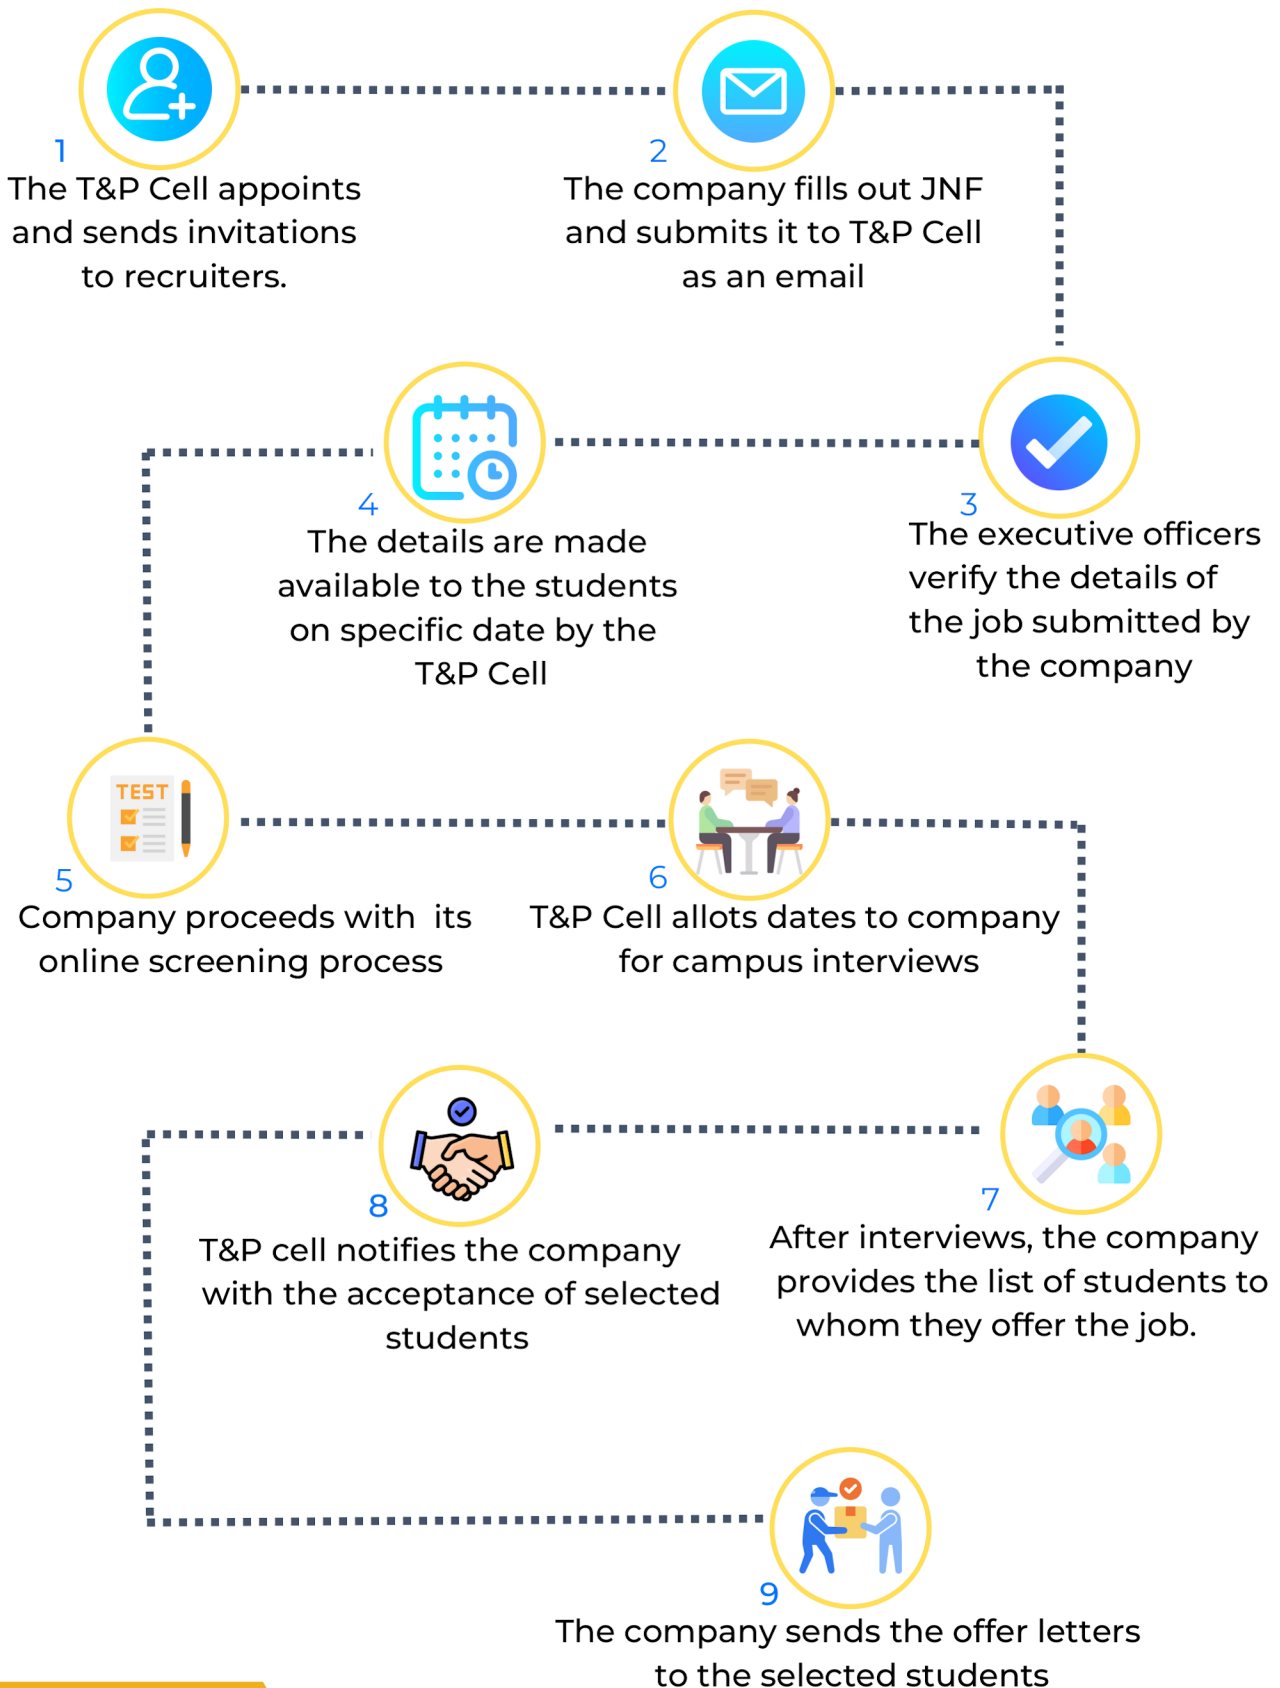 1
The T&P Cell appoints
and sends invitations
to recruiters.
2
The company fills out JNF
and submits it to T&P Cell
as an email
3
The executive officers
verify the details of
the job submitted by
the company
4
The details are made
available to the students
on specific date by the
T&P Cell
TEST
5
Company proceeds with its
online screening process
6
T&P Cell allots dates to company
for campus interviews
7
After interviews, the company
provides the list of students to
whom they offer the job.
8
T&P cell notifies the company
with the acceptance of selected
students
9
The company sends the offer letters
to the selected students